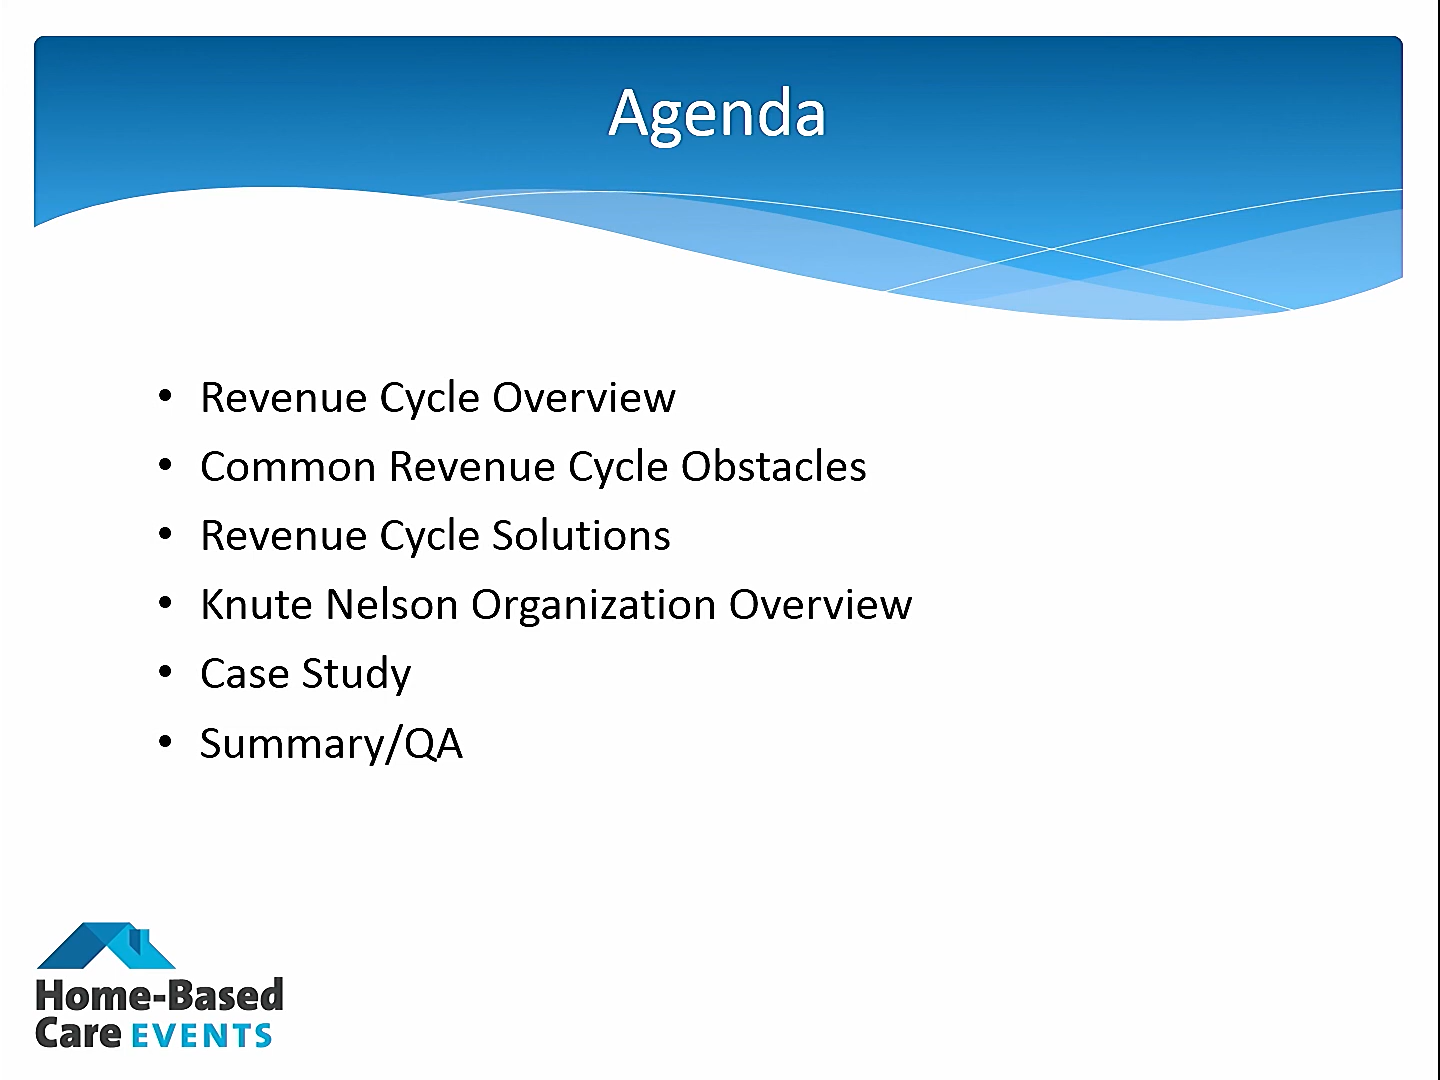 Agenda
• Revenue Cycle Overview
• Common Revenue Cycle Obstacles
• Revenue Cycle Solutions
• Knute Nelson Organization Overview
• Case Study
• Summary/QA
Home-Based
Care EVENTS